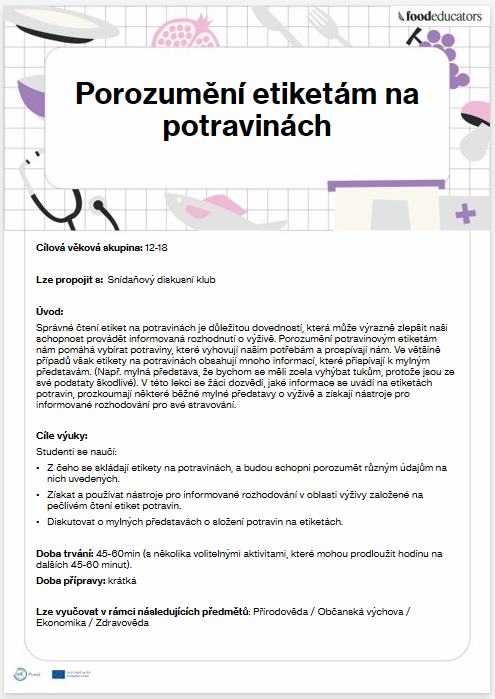 foodeducators
Porozumění etiketám na
potravinách
Cílová věková skupina: 12-18
Lze propojit s: Snídaňový diskusní klub
Úvod:
Správné čtení etiket na potravinách je důležitou dovedností, která může výrazně zlepšit naši
schopnost provádět informovaná rozhodnutí o výživě. Porozumění potravinovým etiketám
nám pomáhá vybírat potraviny, které vyhovují našim potřebám a prospívají nám. Ve většině
případů však etikety na potravinách obsahují mnoho informací, které přispívají k mylným
představám. (Např. mylná představa, že bychom se měli zcela vyhýbat tukům, protože jsou ze
své podstaty škodlivé). V této lekci se žáci dozvědí, jaké informace se uvádí na etiketách
potravin, prozkoumají některé běžné mylné představy o výživě a získají nástroje pro
informované rozhodování pro své stravování.
Cíle výuky:
Studenti se naučí:
• Z čeho se skládají etikety na potravinách, a budou schopni porozumět různým údajům na
nich uvedených.
• Získat a používat nástroje pro informované rozhodování v oblasti výživy založené na
pečlivém čtení etiket potravin.
• Diskutovat o mylných představách o složení potravin na etiketách.
Doba trvání: 45-60min (s několika volitelnými aktivitami, které mohou prodloužit hodinu na
dalších 45-60 minut).
Doba přípravy: krátká
Lze vyučovat v rámci následujících předmětů: Přírodověda / Občanská výchova /
Ekonomika / Zdravověda
eit Food